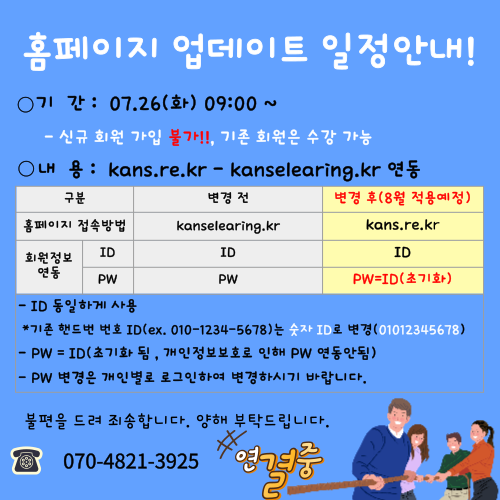 홈페이지 업데이트 일정안내!
○기 간 : 07.26(화) 09:00 ~
- 신규 회원 가입 불가!!, 기존 회원은 수강 가능
○내 용 : kans.re.kr - kanselearing.kr 연동
구분 변경 전 변경 후(8월 적용예정)
홈페이지 접속방법 kanselearing.kr kans.re.kr
회원정보 연동 ID ID ID
PW PW PW=ID(초기화)
- ID 동일하게 사용
*기존 핸드번 번호 ID(ex. 010-1234-5678)는 숫자 ID로 변경(01012345678)
- PW = ID(초기화 됨 , 개인정보보호로 인해 PW 연동안됨)
- PW 변경은 개인별로 로그인하여 변경하시기 바랍니다.
불편을 드려 죄송합니다. 양해 부탁드립니다.
070-4821-3925
연결중